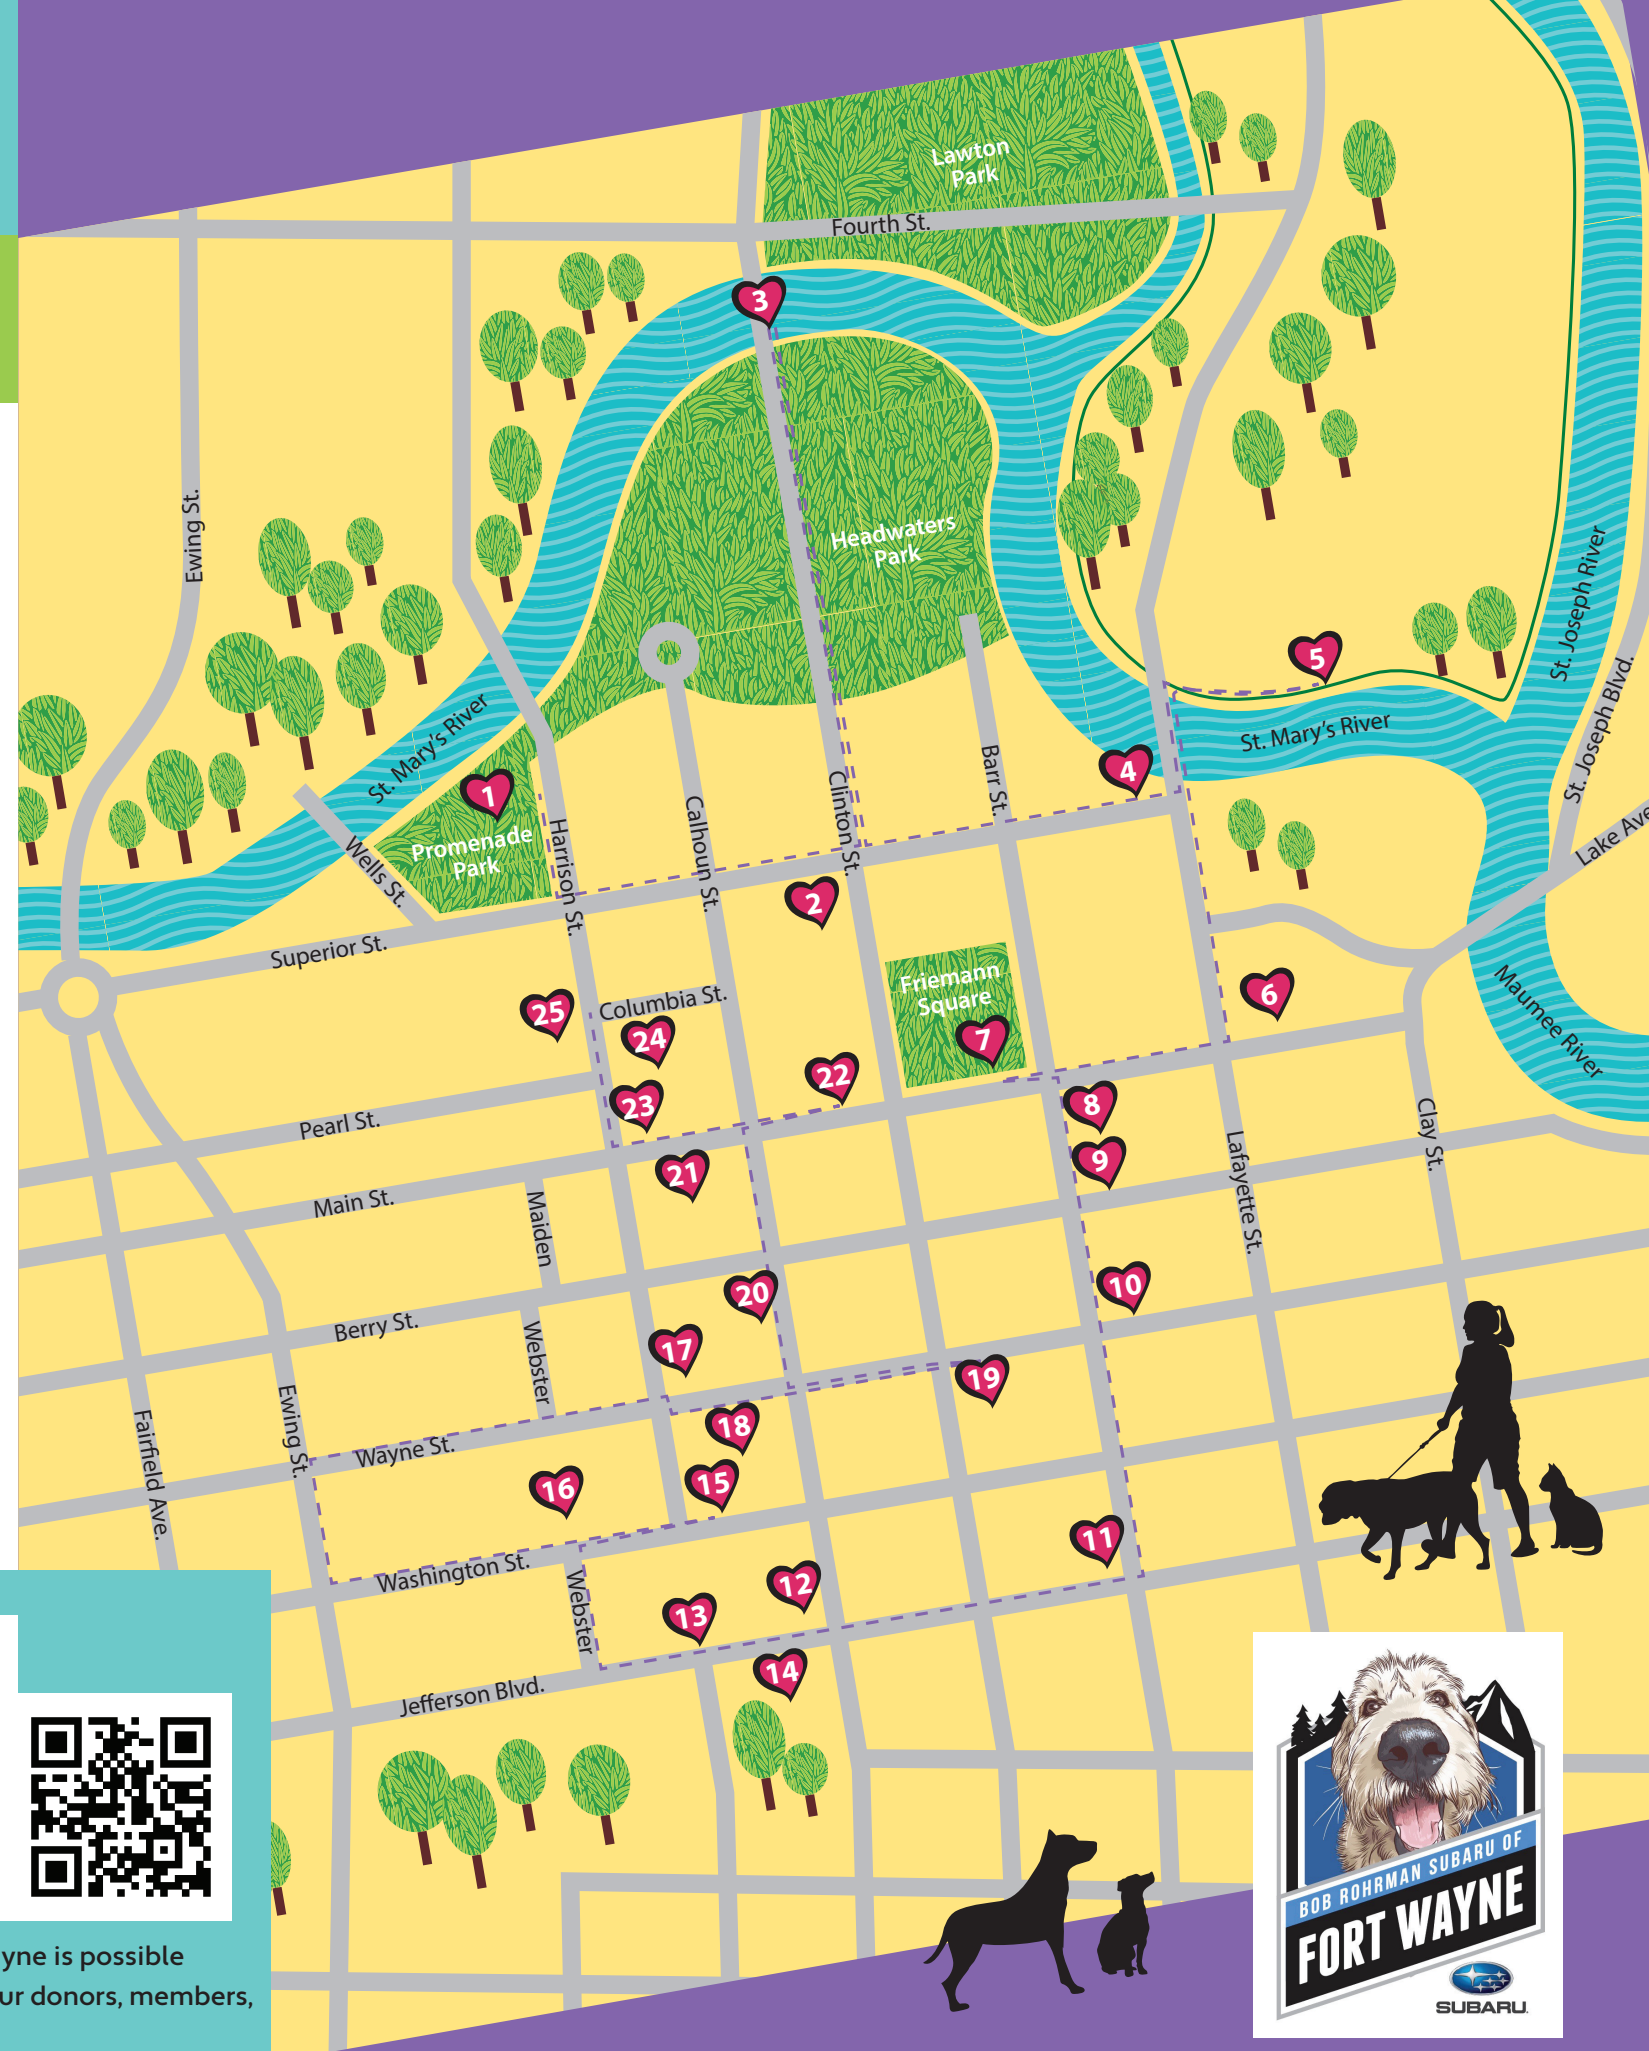 Lawton
Park
Fourth St.
3
Ewing St.
Headwaters
Park
St. Joseph River
5
St. Joseph Blvd.
St. Mary's River
St. Mary's River
4
1
Promenade
Park
Wells St.
Harrison St.
Calhoun St.
Clinton St.
Barr St.
Lake Ave
2
Superior St.
Friemann
Square
7
6
Maumee River
25
Columbia St.
24
22
23
8
Pearl St.
21
9
Main St.
Maiden
Lafayette St.
Clay St.
20
10
Berry St.
Webster
17
19
18
Fairfield Ave.
Ewing St.
Wayne St.
16
15
11
Washington St.
Webster
12
13
14
Jefferson Blvd.
yne is possible
ur donors, members,
BOB ROHRMAN SUBARU OF
FORT WAYNE
SUBARU